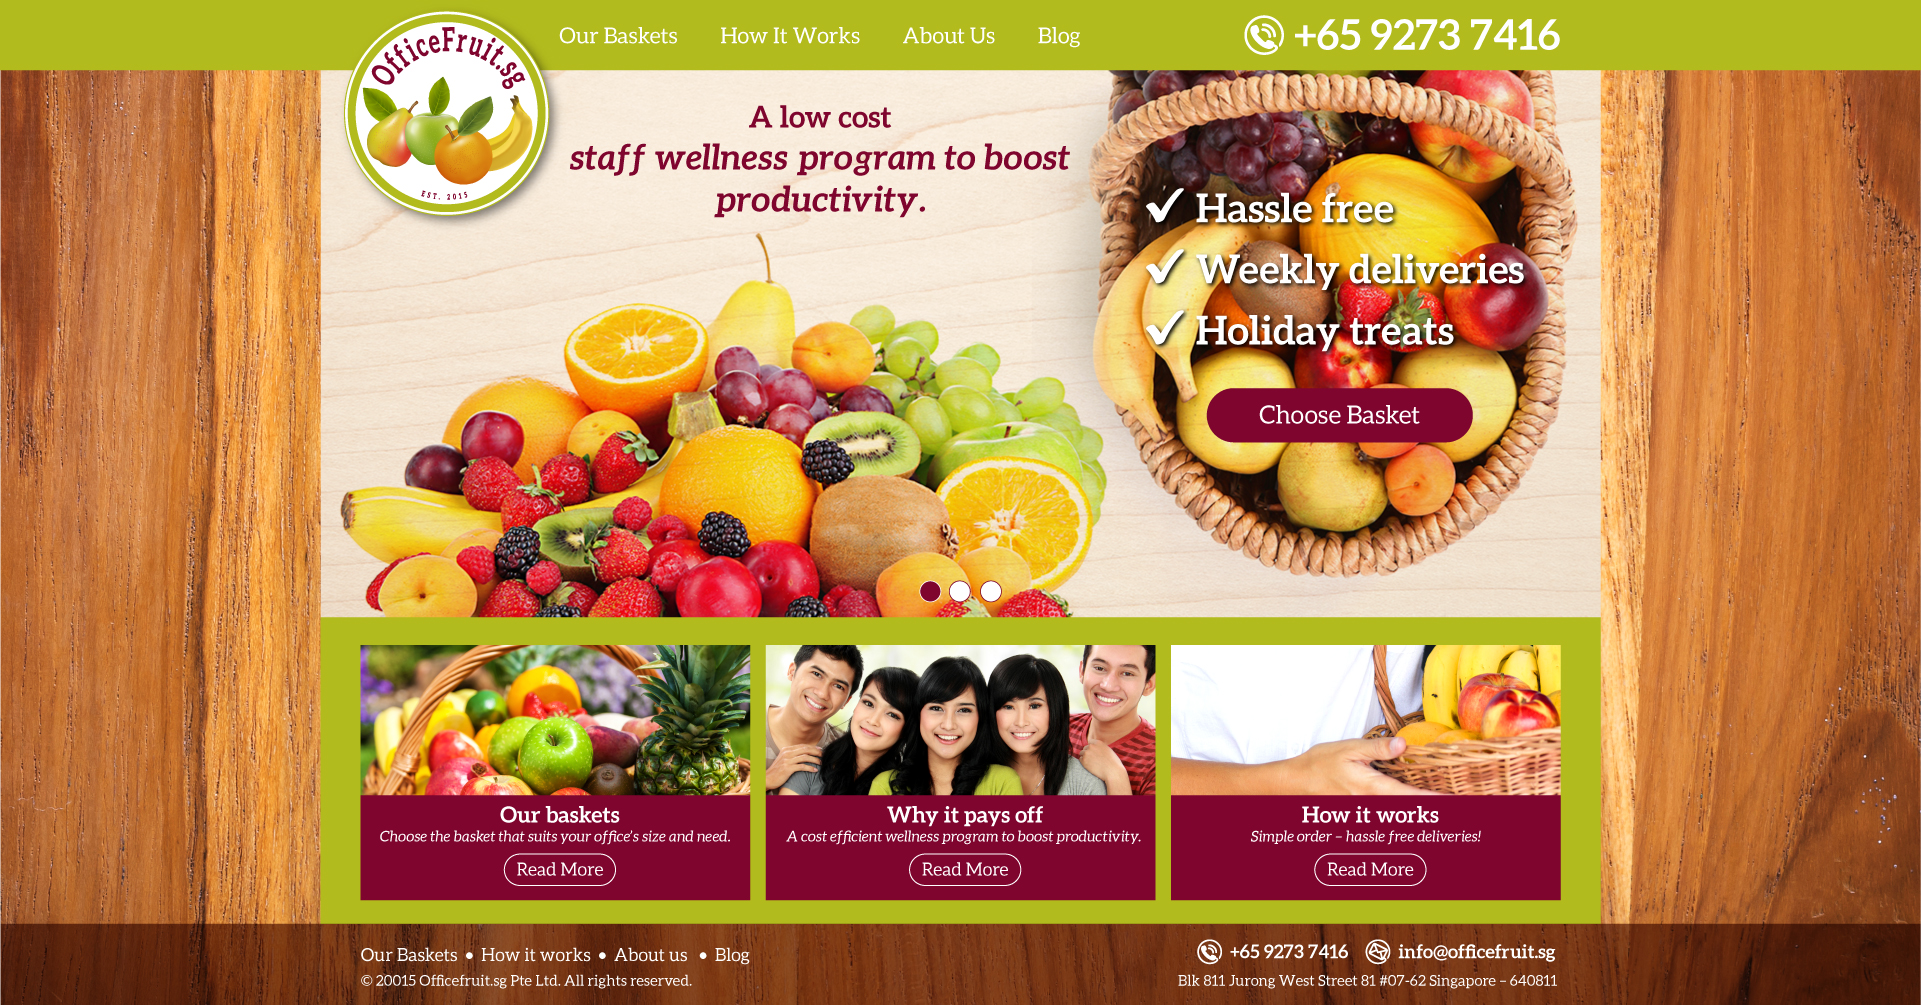 OfficeFruit.sg
EST. 2015
Our Baskets
How It Works
About Us
Blog
+65 9273 7416
A low cost
staff wellness program to boost
productivity.
Hassle free
Weekly deliveries
Holiday treats
Choose Basket
Our baskets
Choose the basket that suits your office's size and need.
Read More
Why it pays off
A cost efficient wellness program to boost productivity.
Read More
How it works
Simple order – hassle free deliveries!
Read More
Our Baskets • How it works • About us • Blog
© 20015 Officefruit.sg Pte Ltd. All rights reserved.
+65 9273 7416 info@officefruit.sg
Blk 811 Jurong West Street 81 #07-62 Singapore – 640811